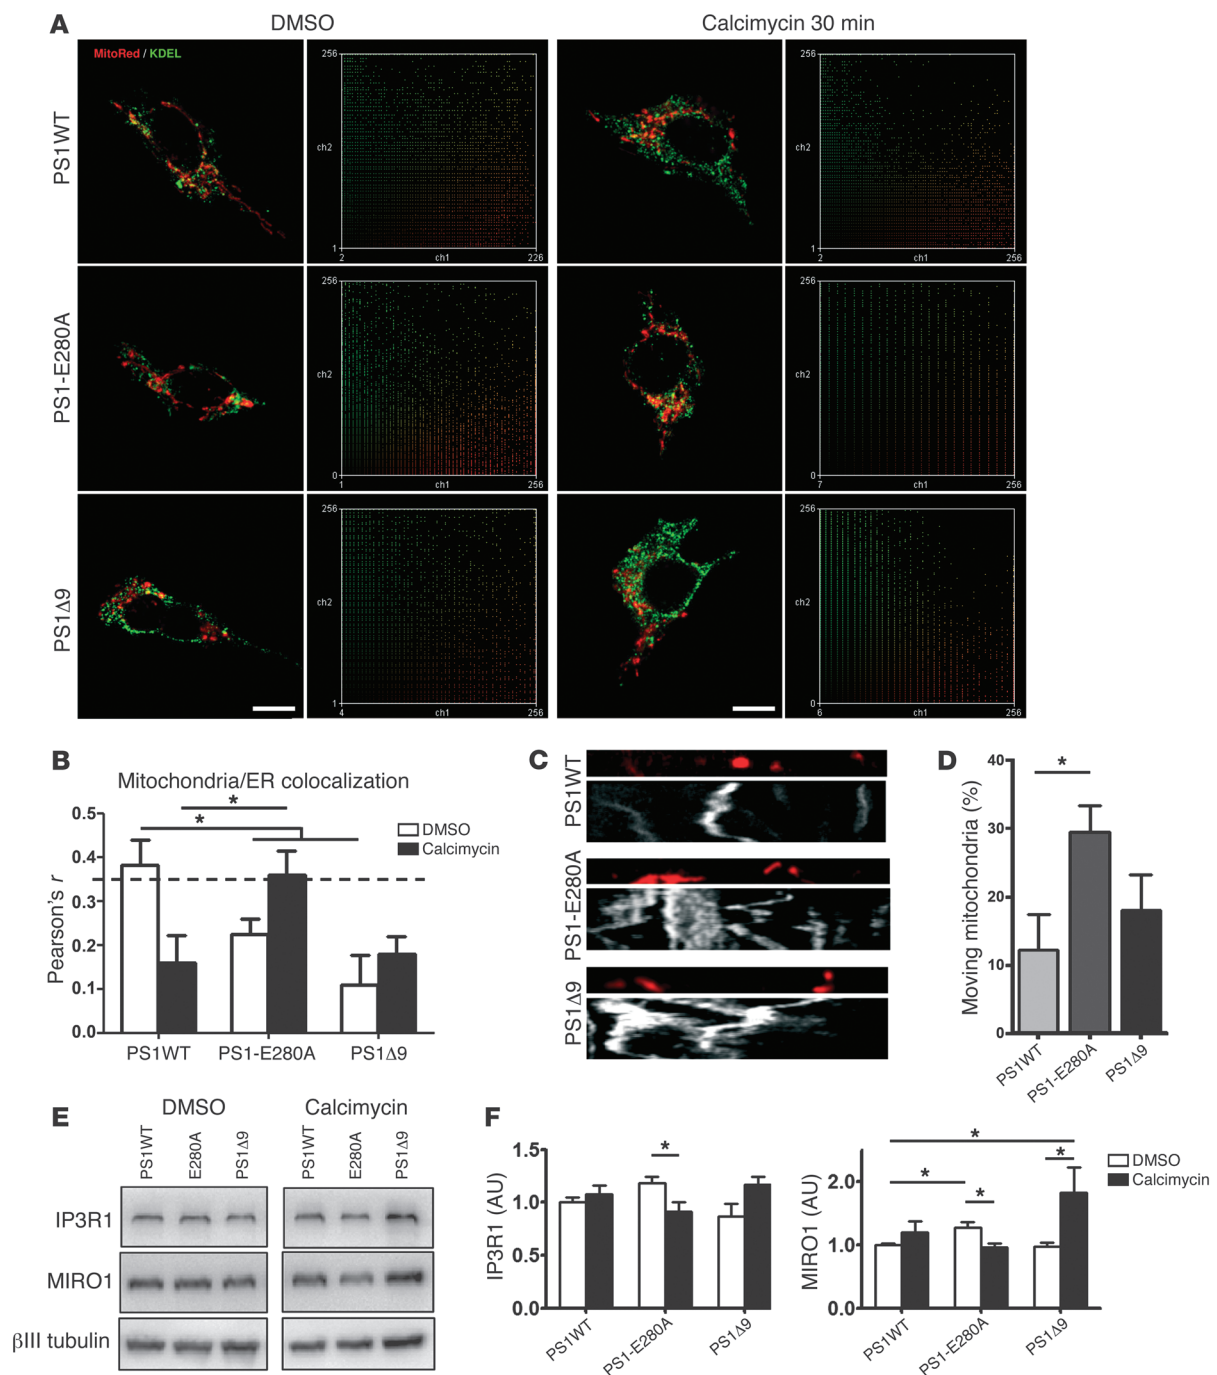 A
DMSO
Calcimycin 30 min
MitoRed / KDEL
PS1WT
256
ch2
1
2
ch1
226
256
ch2
1
2
ch1
256
PS1-E280A
256
ch2
0
1
ch1
256
256
ch2
0
7
ch1
256
PS1Δ9
256
ch2
1
4
ch1
256
256
ch2
0
6
ch1
256
B
Mitochondria/ER colocalization
*
*
DMSO
Calcimycin
Pearson's r
0.5
0.4
0.3
0.2
0.1
0.0
PS1WT
PS1-E280A
PS1Δ9
C
PS1WT
PS1-E280A
PS1Δ9
D
*
Moving mitochondria (%)
40
30
20
10
0
PS1WT
PS1-E280A
PS1Δ9
E
DMSO
Calcimycin
PS1WT
E280A
PS1Δ9
PS1WT
E280A
PS1Δ9
IP3R1
MIRO1
βIII tubulin
F
IP3R1 (AU)
1.5
1.0
0.5
0.0
*
PS1WT
PS1-E280A
PS1Δ9
MIRO1 (AU)
2.0
1.0
0.0
*
*
*
*
PS1WT
PS1-E280A
PS1Δ9
DMSO
Calcimycin